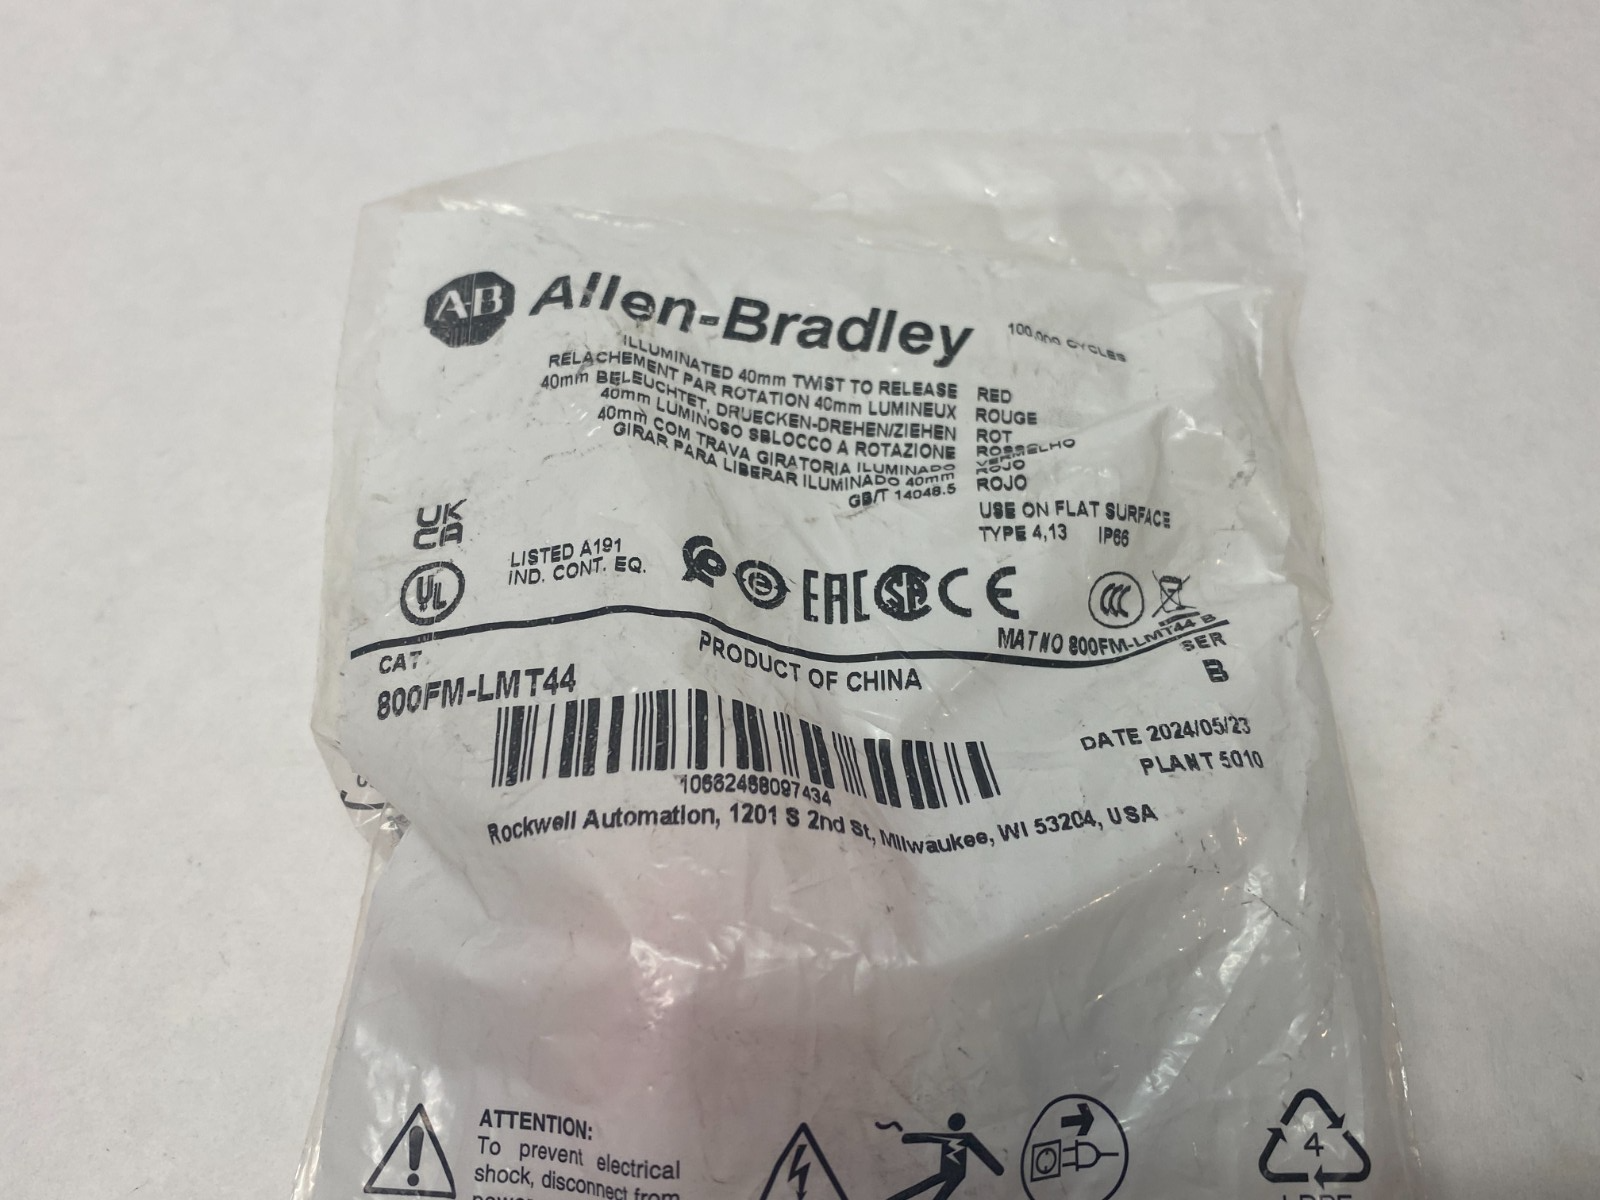 A-B Allen-Bradley
100,000 CYCLES
ILLUMINATED 40mm TWIST TO RELEASE RED
RELACHEMENT PAR ROTATION 40mm LUMINEUX ROUGE
40mm BELEUCHTET, DRUECKEN-DREHEN/ZIEHEN ROT
40mm LUMINOSO SBLOCCO A ROTAZIONE
40mm COM TRAVA GIRATORIA ILUMINADO
GIRAR PARA LIBERAR ILUMINADO 40mm ROJO
GB/T 14048.5
USE ON FLAT SURFACE
TYPE 4,13 IP66
UK
CA
LISTED A191
IND. CONT. EQ.
UL
EAC
SA
CE
CCC
MAT NO 800FM-LMT44 B
CAT
800FM-LMT44
PRODUCT OF CHINA
SER
B
DATE 2024/05/23
PLANT 5010
10662468097434
Rockwell Automation, 1201 S 2nd St, Milwaukee, WI 53204, USA
ATTENTION:
To prevent electrical
shock, disconnect from
4